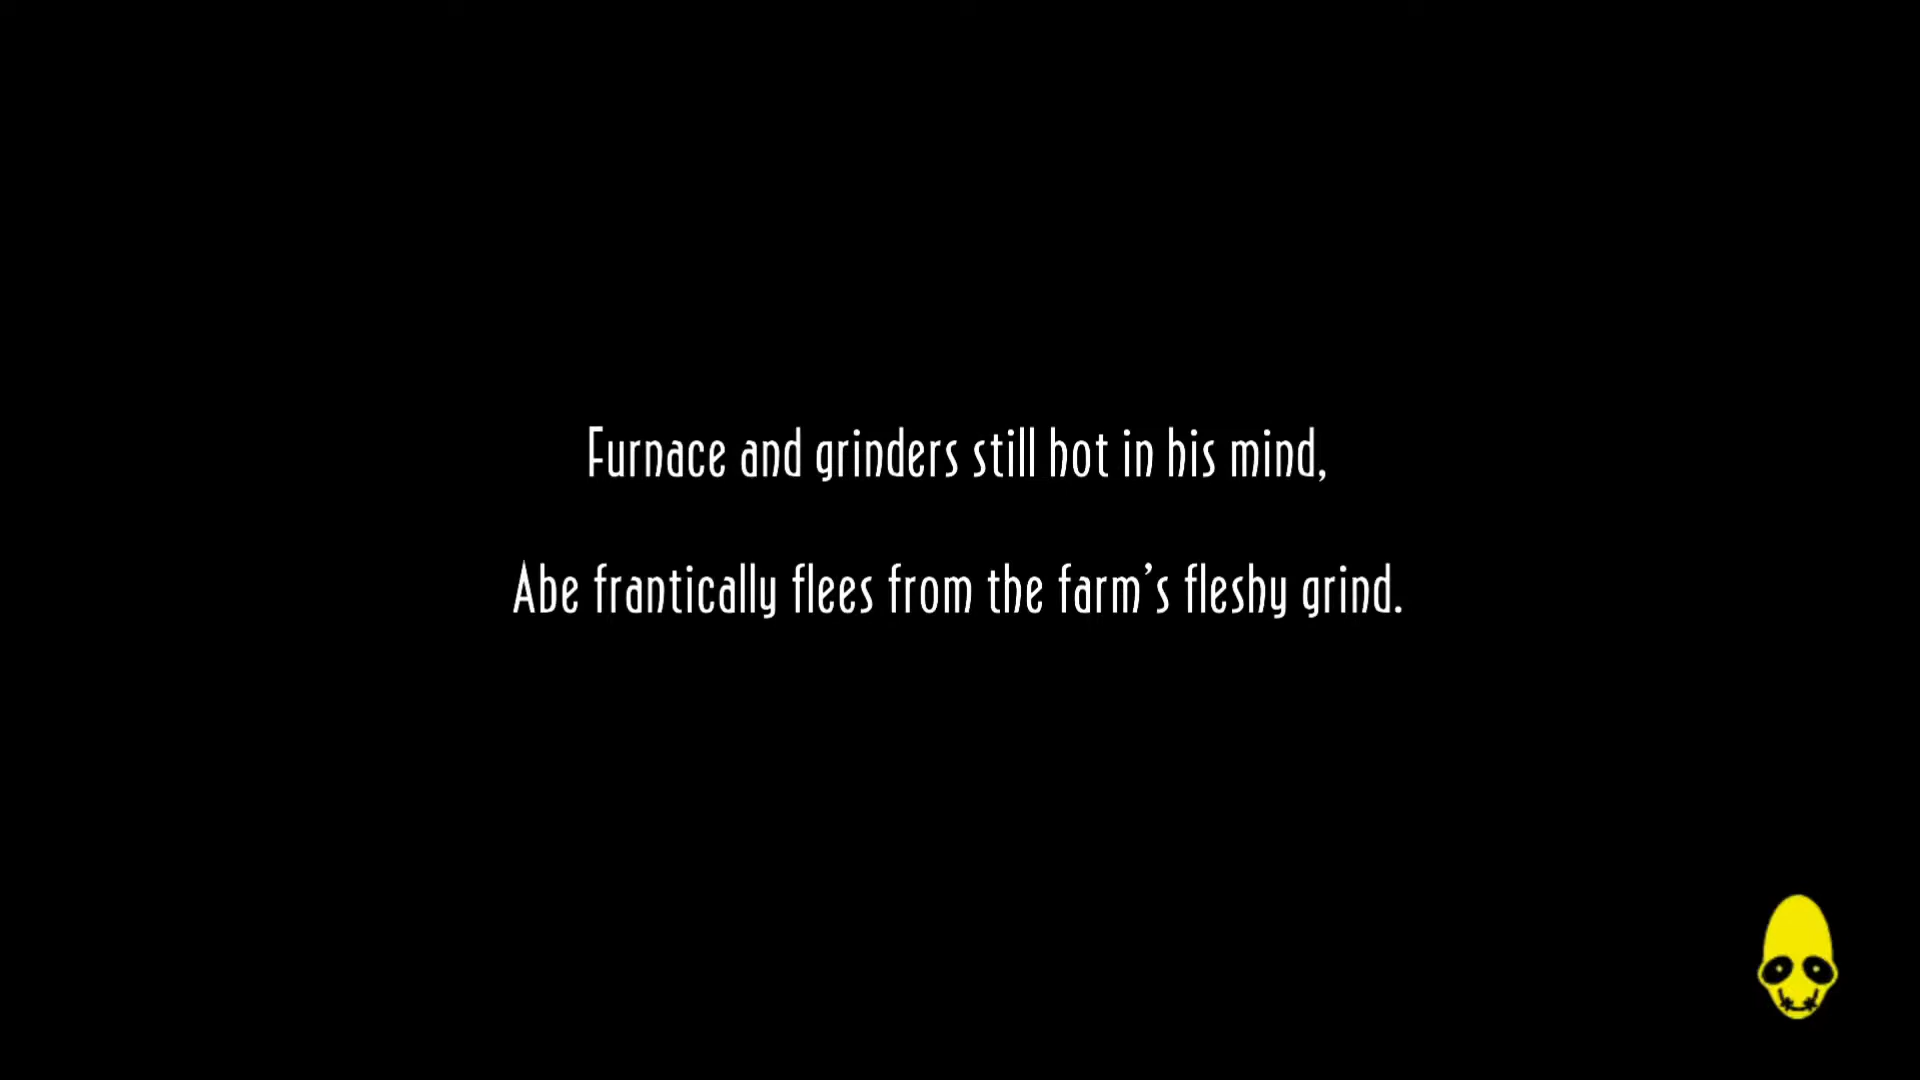 Furnace and grinders still hot in his mind,
Abe frantically flees from the farm’s fleshy grind.